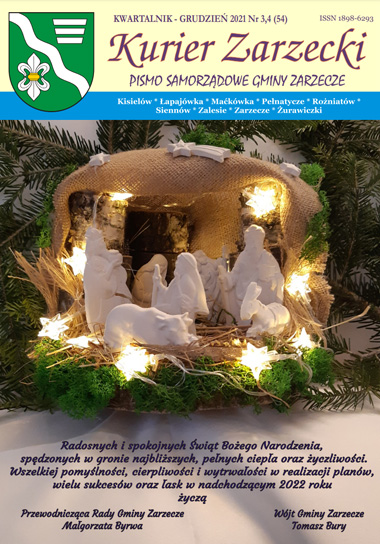 KWARTALNIK - GRUDZIEŃ 2021 Nr 3,4 (54)
ISSN 1898-6293
Kurier Zarzecki
PISMO SAMORZĄDOWE GMINY ZARZECZE
Kisielów * Łapajówka * Maćkówka * Pełnatycze * Rożniatów *
Siennów * Zalesie * Zarzecze * Żurawiczki
Radosnych i spokojnych Świąt Bożego Narodzenia,
spędzonych w gronie najbliższych, pełnych ciepła oraz życzliwości.
Wszelkiej pomyślności, cierpliwości i wytrwałości w realizacji planów,
wielu sukcesów oraz łask w nadchodzącym 2022 roku
życzą
Przewodnicząca Rady Gminy Zarzecze
Małgorzata Byrwa
Wójt Gminy Zarzecze
Tomasz Bury